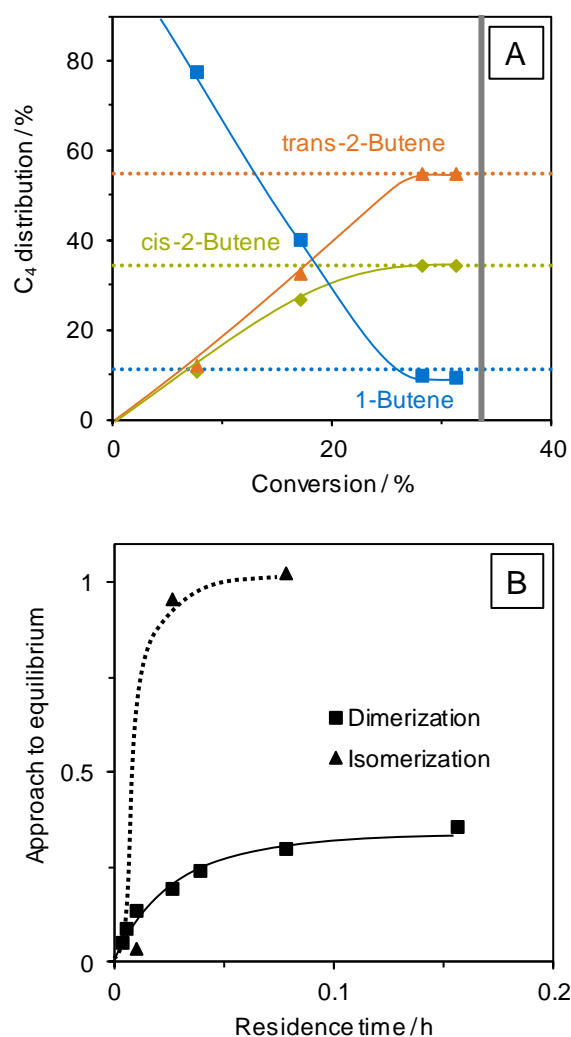 A
C4 distribution / %
80
60
40
20
0
trans-2-Butene
cis-2-Butene
1-Butene
0
20
40
Conversion / %
B
Approach to equilibrium
1
0.5
0
Dimerization
Isomerization
0
0.1
0.2
Residence time / h